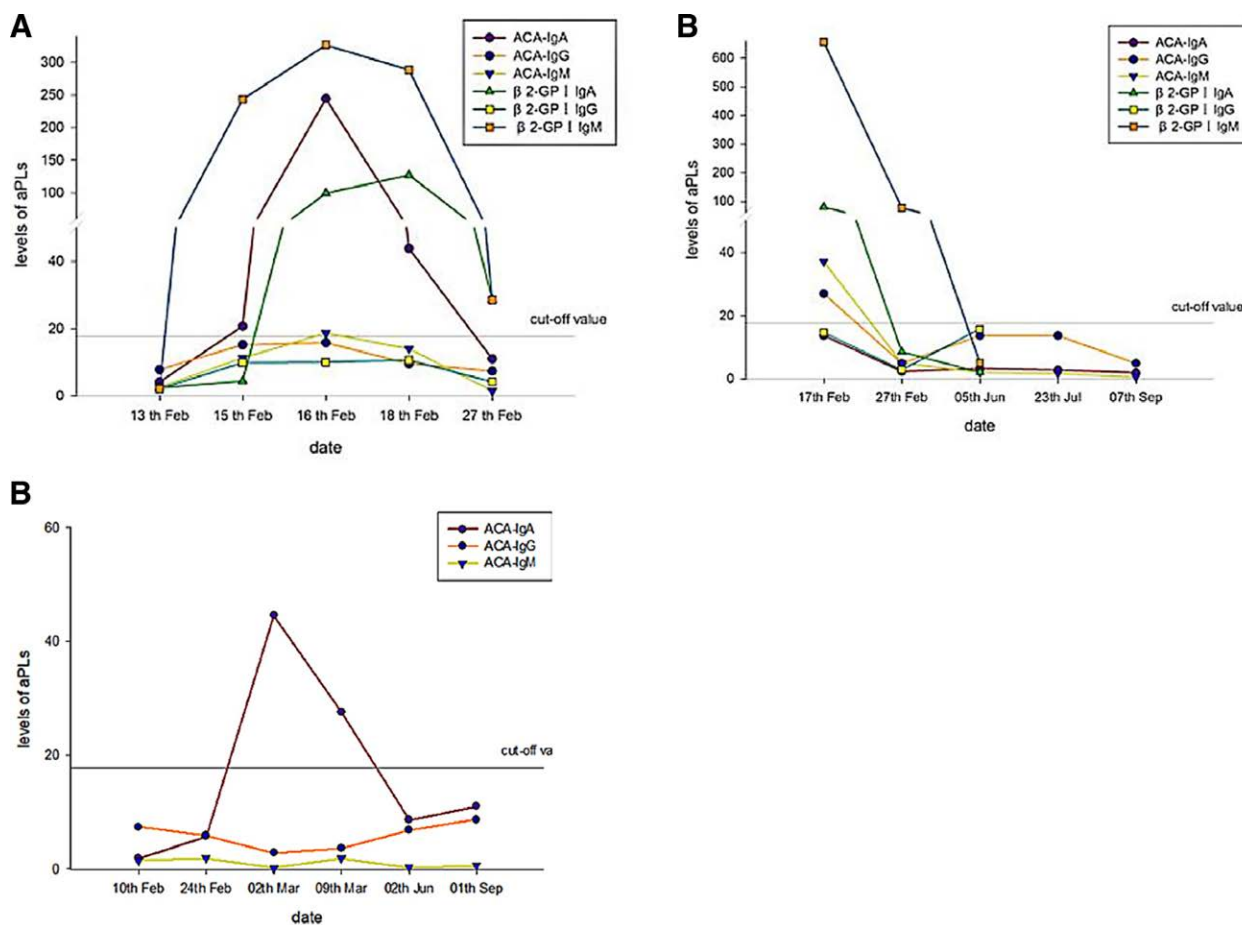 A
ACA-IgA
ACA-IgG
ACA-IgM
β 2-GP I IgA
β 2-GP I IgG
β 2-GP I IgM
levels of aPLs
300
250
200
150
100
40
20
0
cut-off value
13 th Feb 15 th Feb 16 th Feb 18 th Feb 27 th Feb
date
B
ACA-IgA
ACA-IgG
ACA-IgM
β 2-GP I IgA
β 2-GP I IgG
β 2-GP I IgM
levels of aPLs
600
500
400
300
200
100
40
20
0
cut-off value
17th Feb 27th Feb 05th Jun 23th Jul 07th Sep
date
B
ACA-IgA
ACA-IgG
ACA-IgM
levels of aPLs
60
40
20
0
cut-off va
10th Feb 24th Feb 02th Mar 09th Mar 02th Jun 01th Sep
date